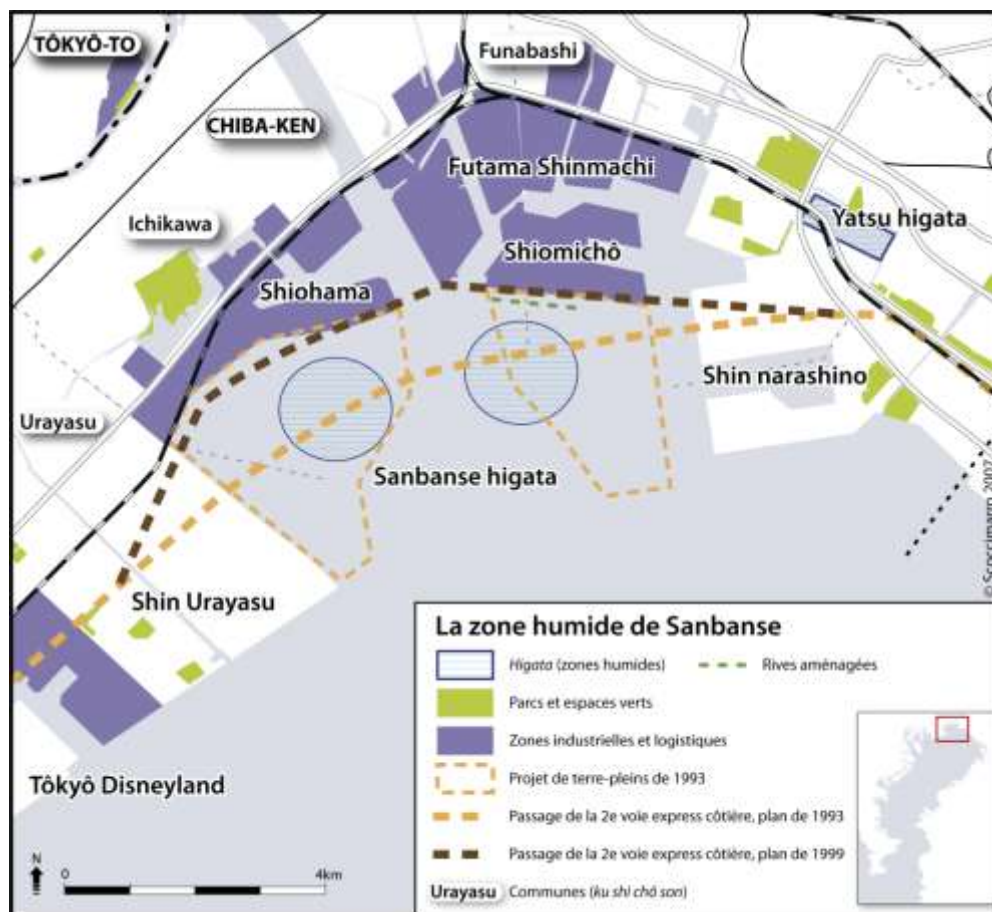 TÔKYÔ-TO
Funabashi
CHIBA-KEN
Futama Shinmachi
Yatsu higata
Ichikawa
Shiomichô
Shiohama
Shin narashino
Urayasu
Sanbanse higata
Shin Urayasu
Tôkyô Disneyland
© Scoccimarro 2007
La zone humide de Sanbanse
Higata (zones humides)
Rives aménagées
Parcs et espaces verts
Zones industrielles et logistiques
Projet de terre-pleins de 1993
Passage de la 2e voie express côtière, plan de 1993
Passage de la 2e voie express côtière, plan de 1999
Urayasu Communes (ku shi chô son)
N
0 4km